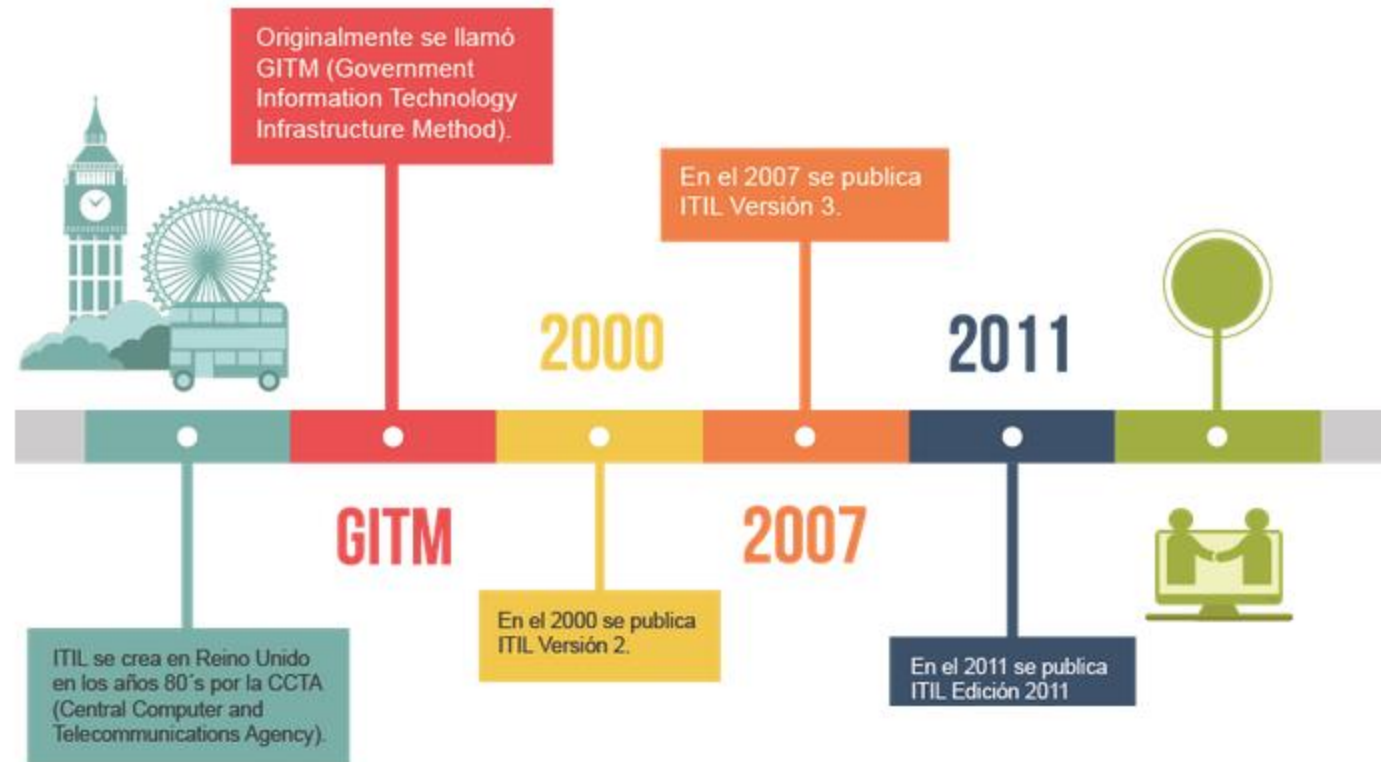 Originalmente se llamó
GITM (Government
Information Technology
Infrastructure Method).
En el 2007 se publica
ITIL Versión 3.
2000
2011
GITM
2007
ITIL se crea en Reino Unido
en los años 80´s por la CCTA
(Central Computer and
Telecommunications Agency).
En el 2000 se publica
ITIL Versión 2.
En el 2011 se publica
ITIL Edición 2011